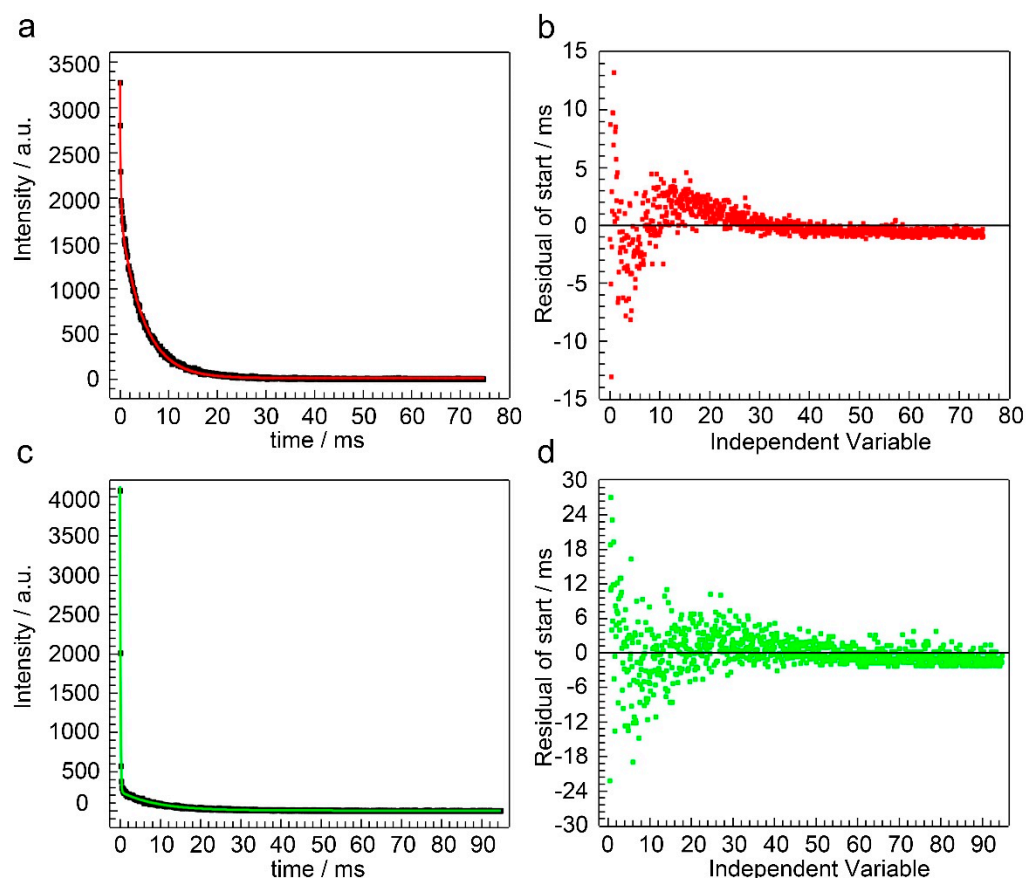 a
3500
3000
2500
2000
1500
1000
500
0
Intensity / a.u.
0 10 20 30 40 50 60 70 80
time / ms
b
15
10
5
0
-5
-10
-15
Residual of start / ms
0 10 20 30 40 50 60 70 80
Independent Variable
c
4000
3500
3000
2500
2000
1500
1000
500
0
Intensity / a.u.
0 10 20 30 40 50 60 70 80 90
time / ms
d
30
24
18
12
6
0
-6
-12
-18
-24
-30
Residual of start / ms
0 10 20 30 40 50 60 70 80 90
Independent Variable